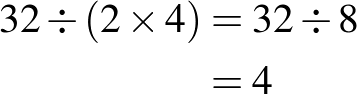 32 ÷ (2 × 4) = 32 ÷ 8
= 4